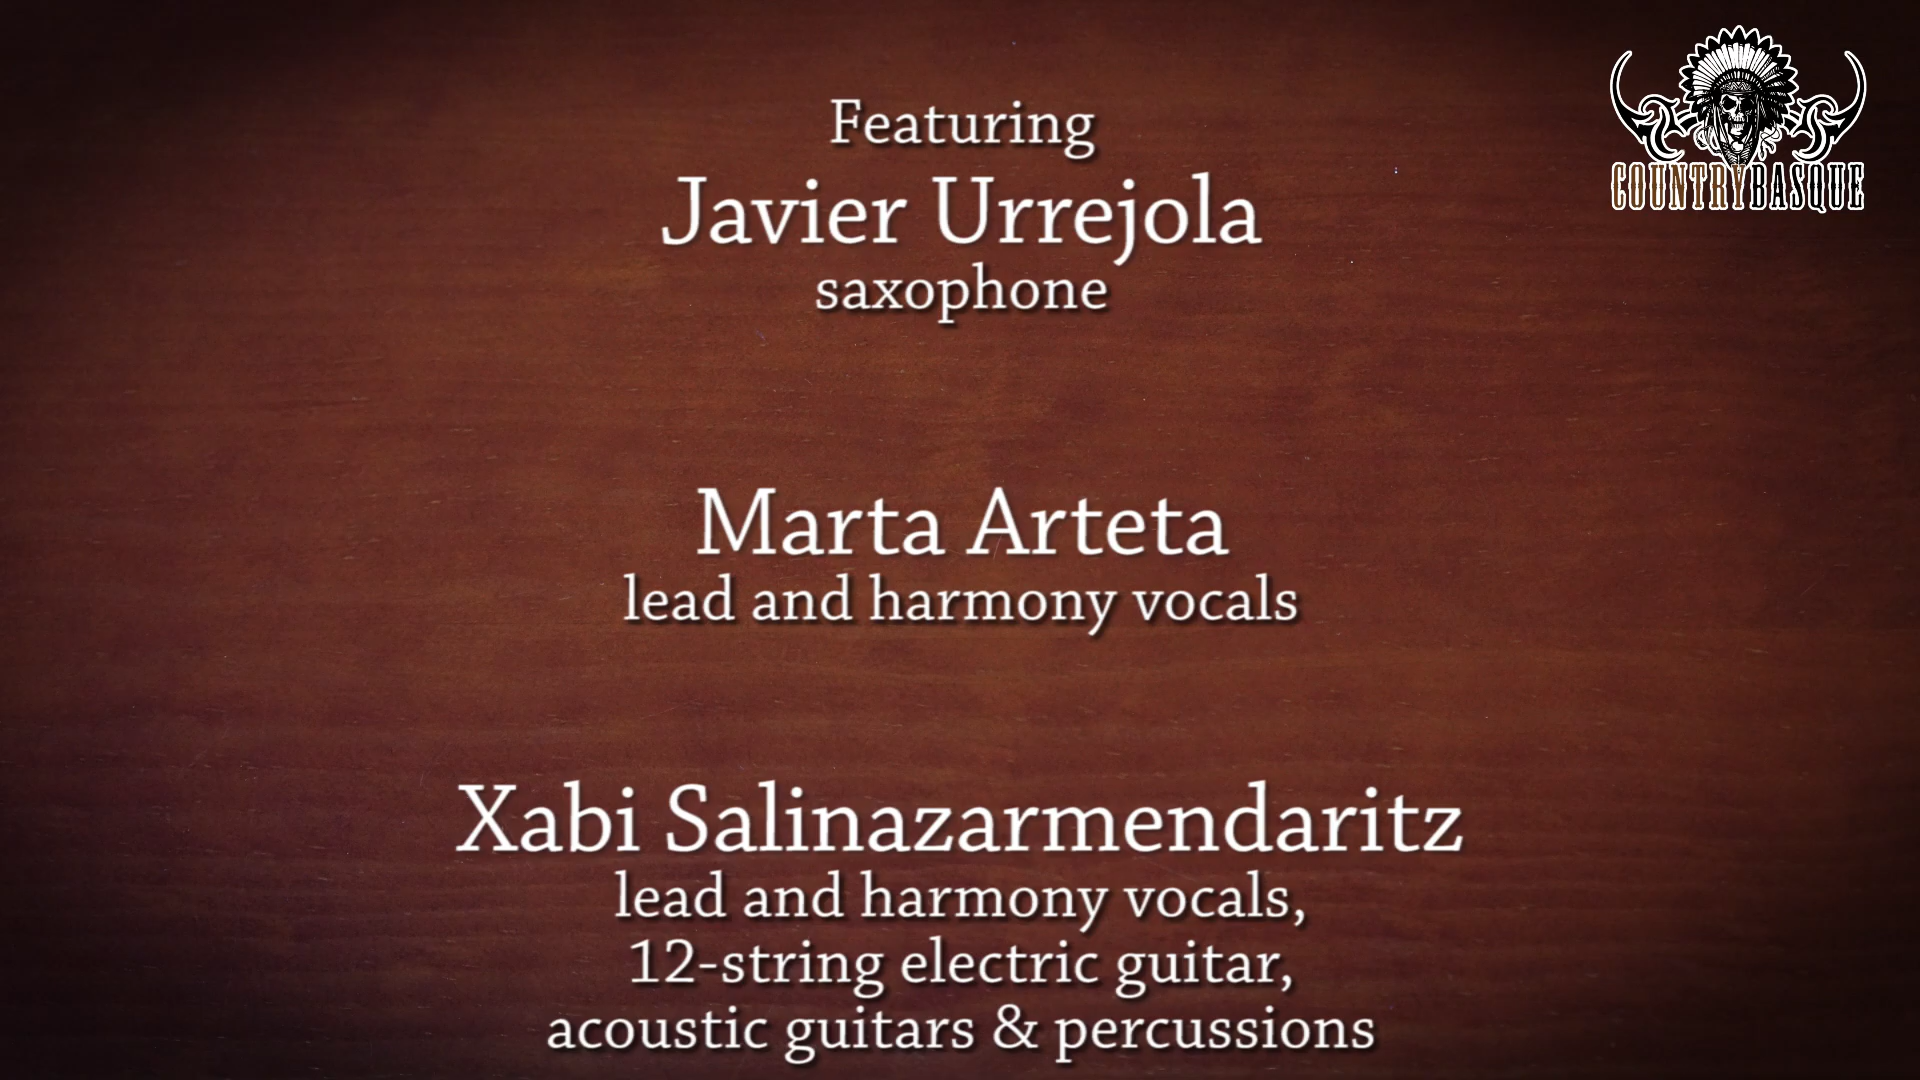 Featuring
Javier Urrejola
saxophone
COUNTRYBASQUE
Marta Arteta
lead and harmony vocals
Xabi Salinazarmendaritz
lead and harmony vocals,
12-string electric guitar,
acoustic guitars & percussions